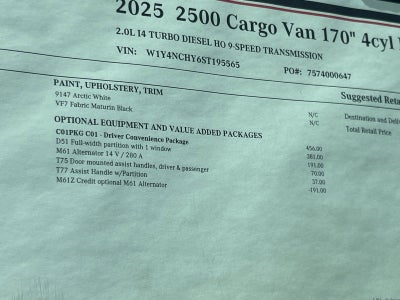 2025 2500 Cargo Van 170" 4cyl
2.0L I4 TURBO DIESEL HO 9-SPEED TRANSMISSION
VIN: W1Y4NCHY6ST195565
PO#: 7574000647
PAINT, UPHOLSTERY, TRIM
9147 Arctic White N/C
VF7 Fabric Maturin Black N/C
Suggested Reta
Destination and Deli
Total Retail Price
OPTIONAL EQUIPMENT AND VALUE ADDED PACKAGES
C01PKG C01 - Driver Convenience Package 456.00
D51 Full-width partition with 1 window 381.00
M61 Alternator 14 V / 280 A 191.00
T75 Door mounted assist handles, driver & passenger 70.00
T77 Assist Handle w/Partition 37.00
M61Z Credit optional M61 Alternator -191.00